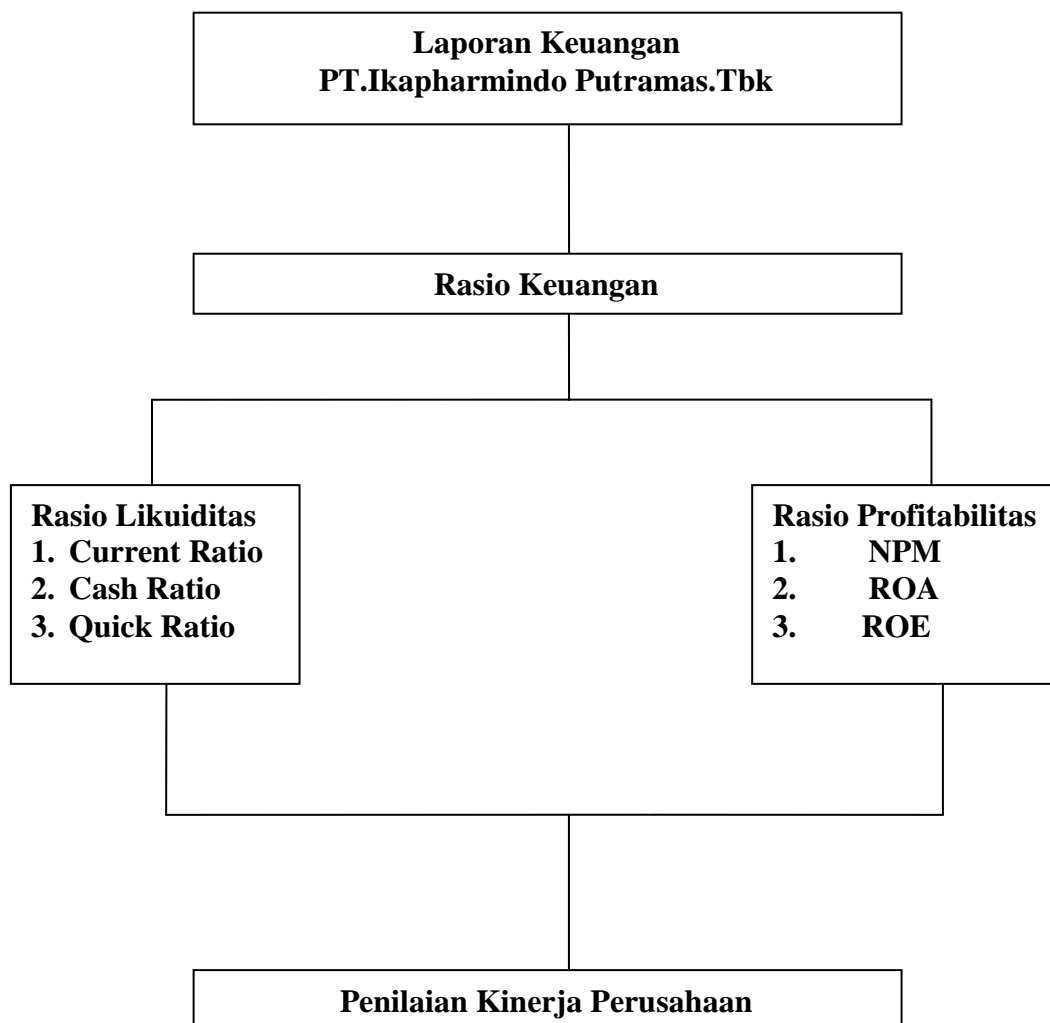 Laporan Keuangan
PT.Ikapharmindo Putramas.Tbk
Rasio Keuangan
Rasio Likuiditas
1. Current Ratio
2. Cash Ratio
3. Quick Ratio
Rasio Profitabilitas
1. NPM
2. ROA
3. ROE
Penilaian Kinerja Perusahaan